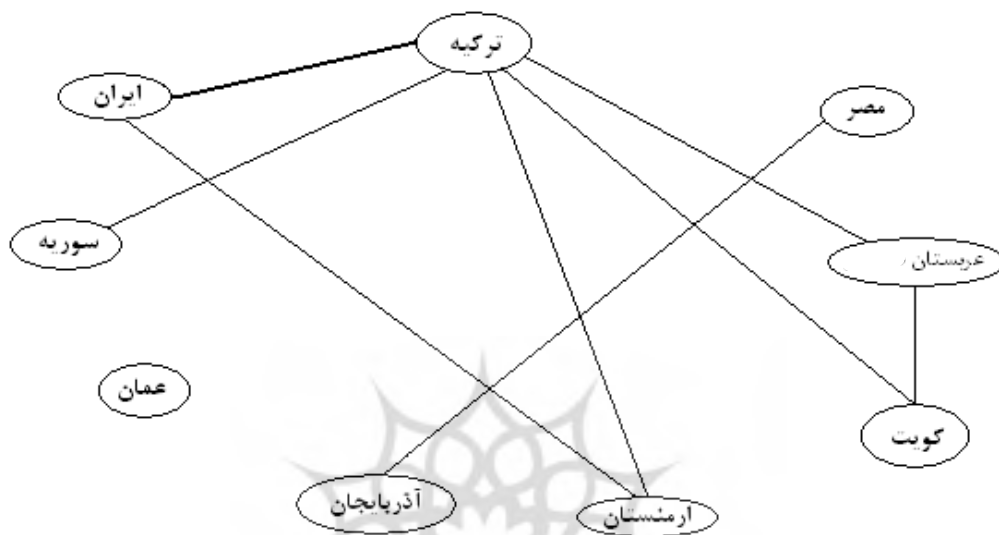 ترکیه
ایران
مصر
سوریه
عربستان
عمان
کویت
آذربایجان
ارمنستان